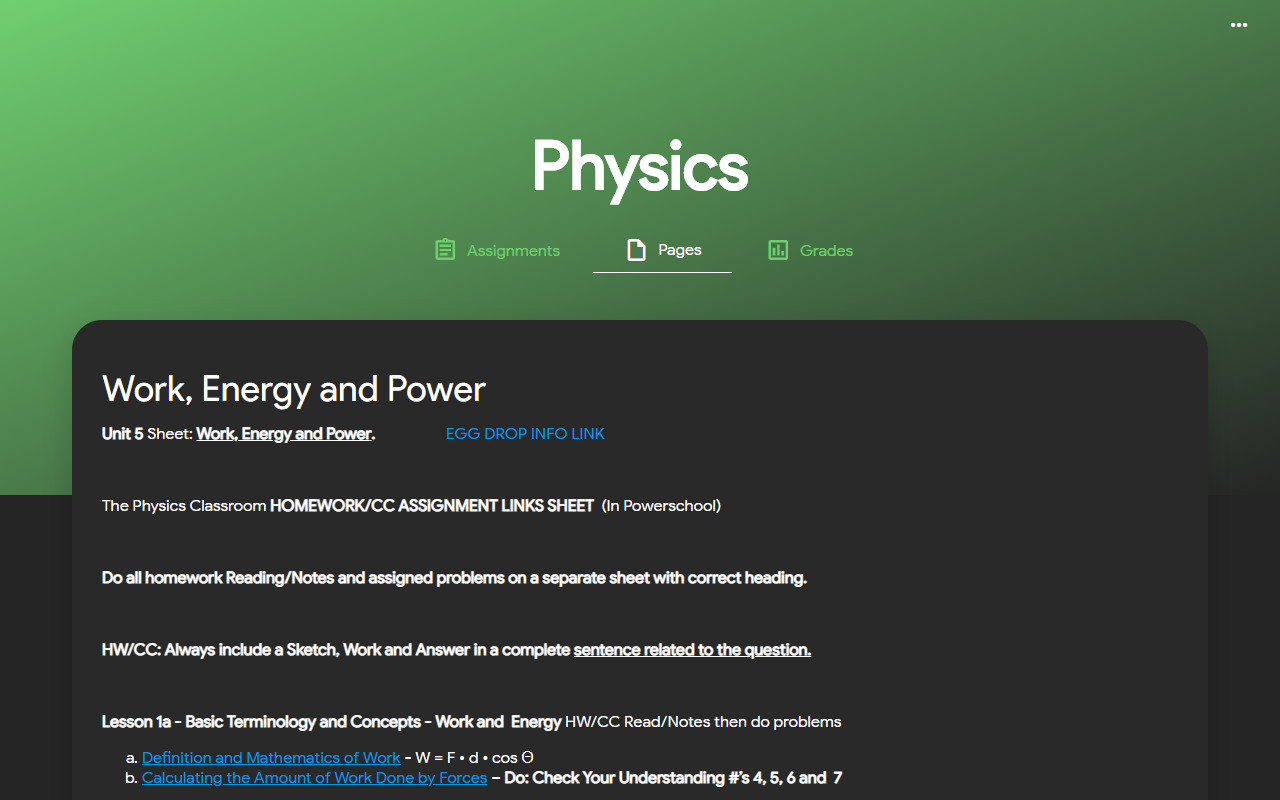 Physics
Assignments Pages Grades
Work, Energy and Power
Unit 5 Sheet: Work, Energy and Power. EGG DROP INFO LINK
The Physics Classroom HOMEWORK/CC ASSIGNMENT LINKS SHEET (In Powerschool)
Do all homework Reading/Notes and assigned problems on a separate sheet with correct heading.
HW/CC: Always include a Sketch, Work and Answer in a complete sentence related to the question.
Lesson 1a - Basic Terminology and Concepts - Work and Energy HW/CC Read/Notes then do problems
a. Definition and Mathematics of Work - W = F • d • cos Θ
b. Calculating the Amount of Work Done by Forces – Do: Check Your Understanding #’s 4, 5, 6 and 7